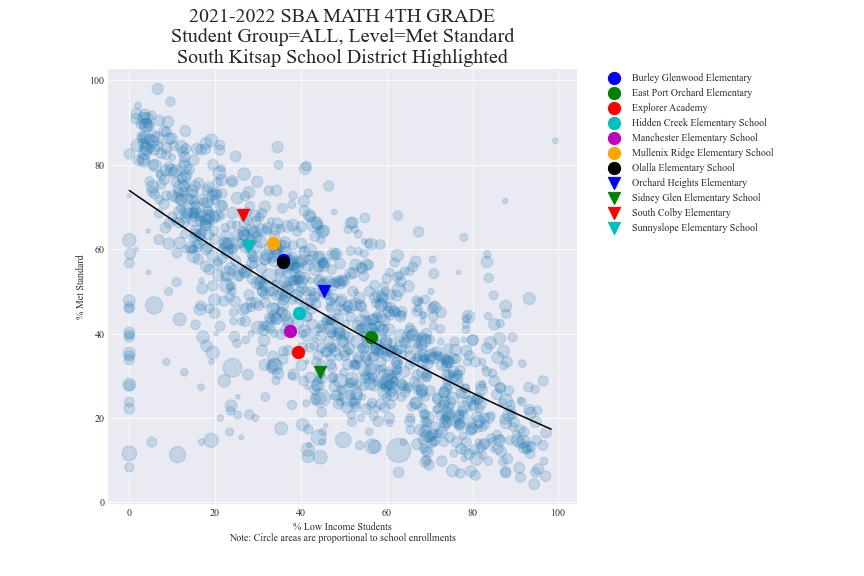 2021-2022 SBA MATH 4TH GRADE
Student Group=ALL, Level=Met Standard
South Kitsap School District Highlighted
100
80
60
40
20
0
% Met Standard
0 20 40 60 80 100
% Low Income Students
Note: Circle areas are proportional to school enrollments
Burley Glenwood Elementary
East Port Orchard Elementary
Explorer Academy
Hidden Creek Elementary School
Manchester Elementary School
Mullenix Ridge Elementary School
Olalla Elementary School
Orchard Heights Elementary
Sidney Glen Elementary School
South Colby Elementary
Sunnyslope Elementary School